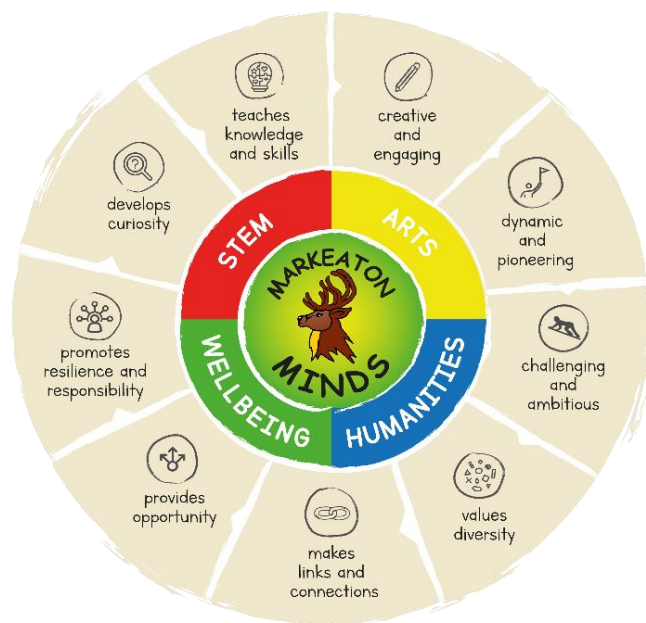 MARKEATON
MINDS
STEM
ARTS
HUMANITIES
WELLBEING
creative
and
engaging
dynamic
and
pioneering
challenging
and
ambitious
values
diversity
makes
links and
connections
provides
opportunity
promotes
resilience and
responsibility
develops
curiosity
teaches
knowledge
and skills